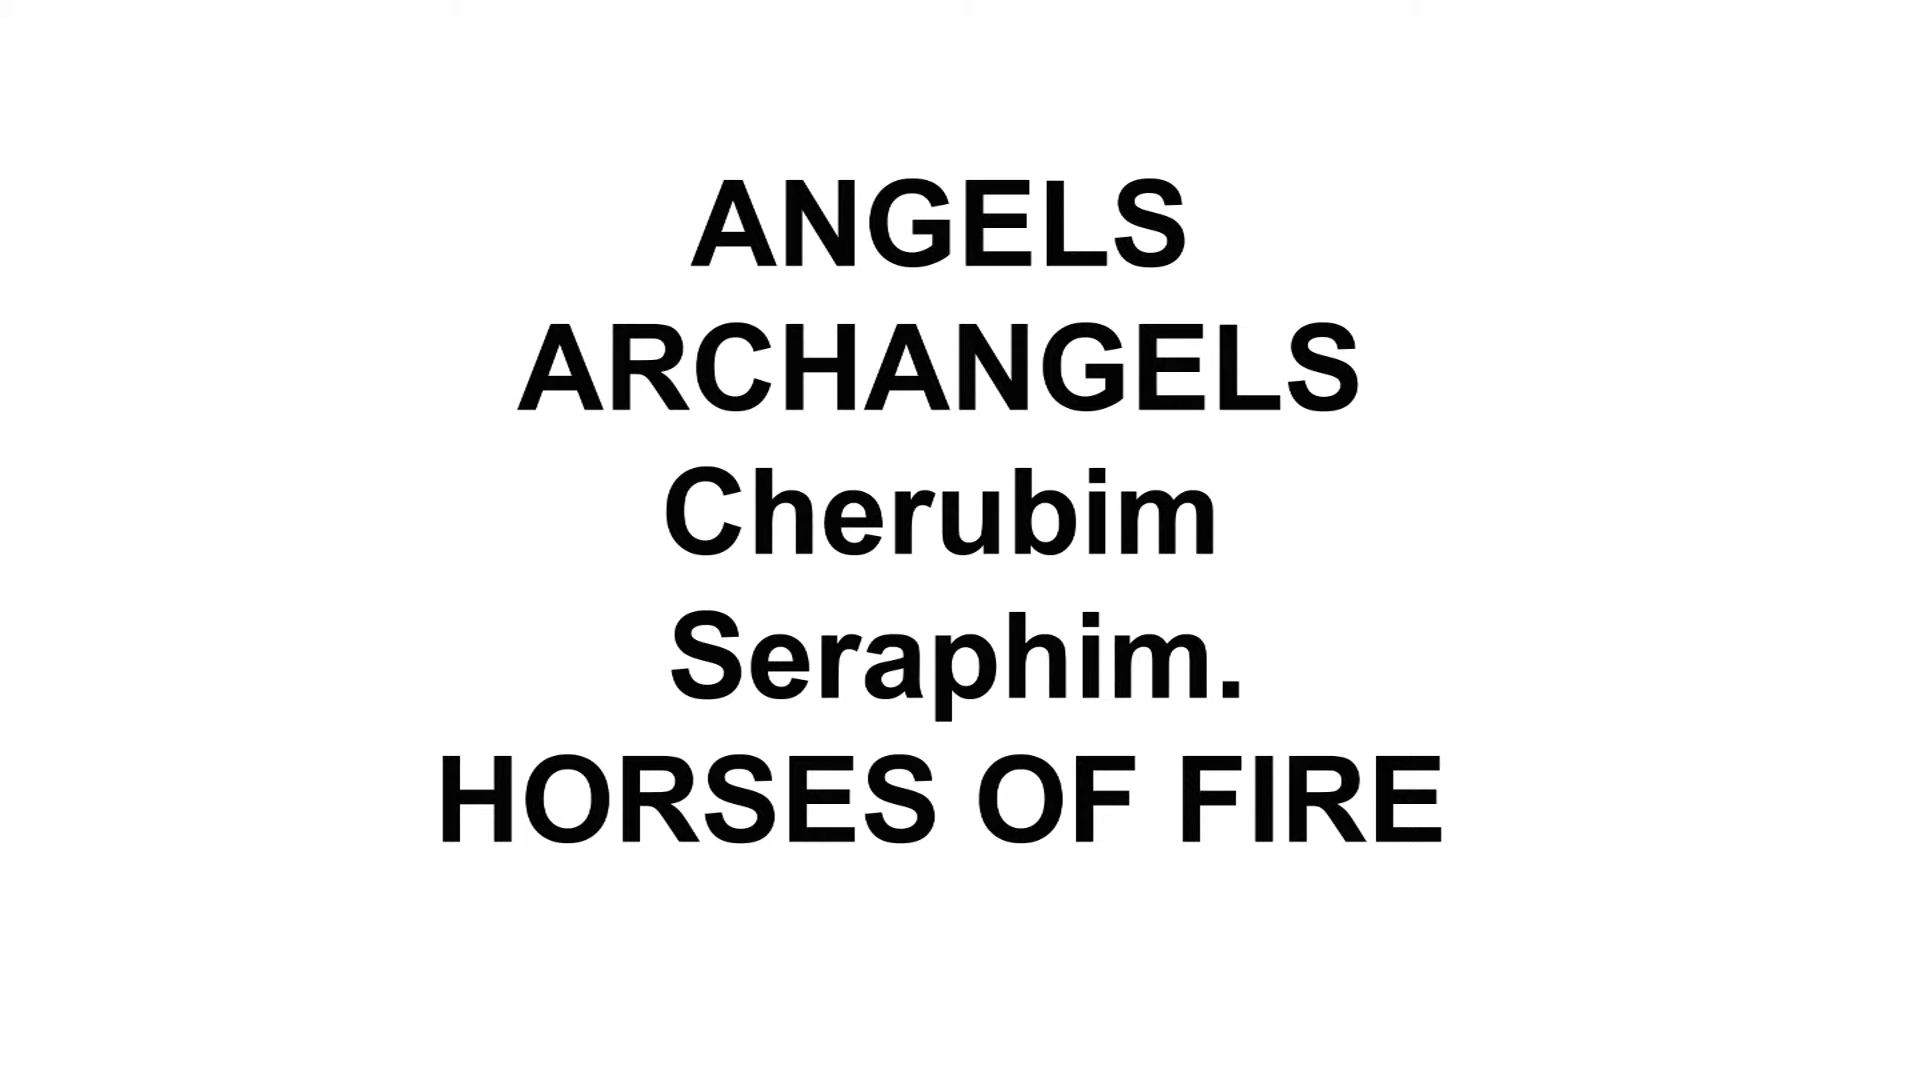 ANGELS
ARCHANGELS
Cherubim
Seraphim.
HORSES OF FIRE